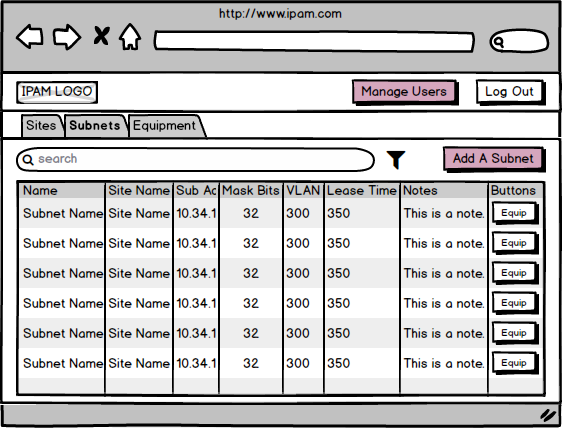 http://www.ipam.com
IPAM LOGO Manage Users Log Out
Sites Subnets Equipment
search Add A Subnet
Name Site Name Sub Ad Mask Bits VLAN Lease Time Notes Buttons
Subnet Name Site Name 10.34.1 32 300 350 This is a note. Equip
Subnet Name Site Name 10.34.1 32 300 350 This is a note. Equip
Subnet Name Site Name 10.34.1 32 300 350 This is a note. Equip
Subnet Name Site Name 10.34.1 32 300 350 This is a note. Equip
Subnet Name Site Name 10.34.1 32 300 350 This is a note. Equip
Subnet Name Site Name 10.34.1 32 300 350 This is a note. Equip